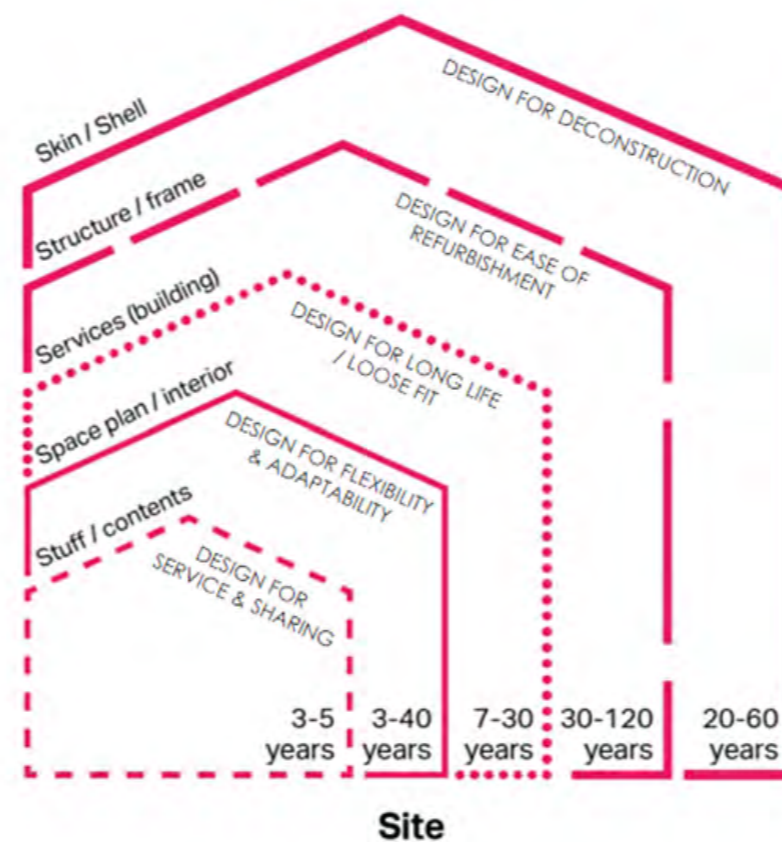 Skin / Shell
DESIGN FOR DECONSTRUCTION
Structure / frame
DESIGN FOR EASE OF
REFURBISHMENT
Services (building)
DESIGN FOR LONG LIFE
/ LOOSE FIT
Space plan / interior
DESIGN FOR FLEXIBILITY
& ADAPTABILITY
Stuff / contents
DESIGN FOR
SERVICE & SHARING
3-5
years
3-40
years
7-30
years
30-120
years
20-60
years
Site